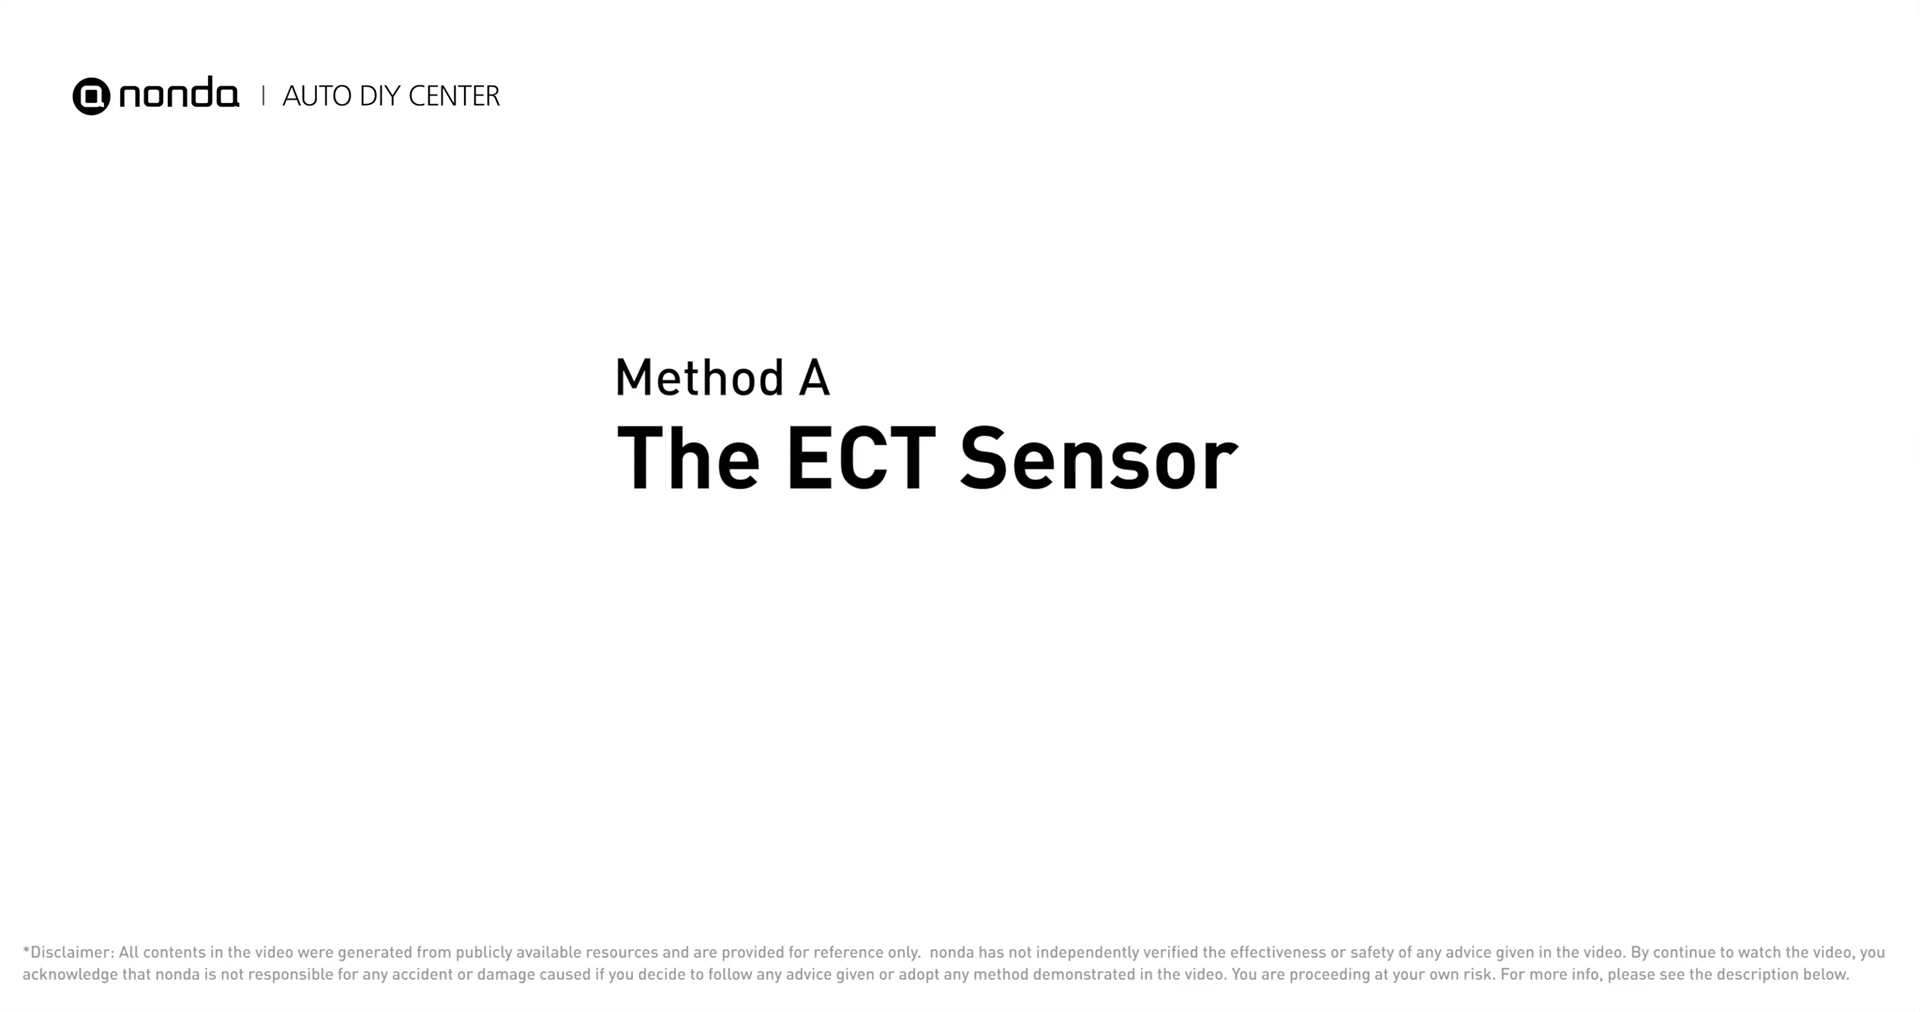 nonda | AUTO DIY CENTER
Method A
The ECT Sensor
*Disclaimer: All contents in the video were generated from publicly available resources and are provided for reference only.  nonda has not independently verified the effectiveness or safety of any advice given in the video. By continue to watch the video, you
acknowledge that nonda is not responsible for any accident or damage caused if you decide to follow any advice given or adopt any method demonstrated in the video. You are proceeding at your own risk. For more info, please see the description below.